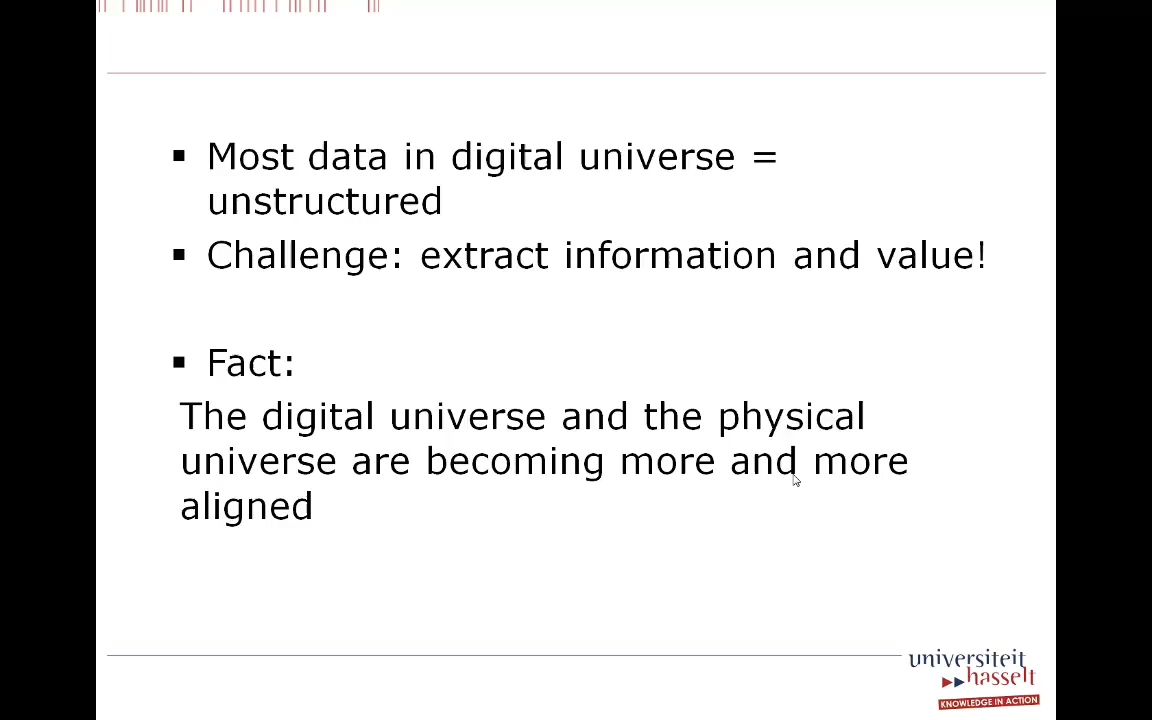 ▪ Most data in digital universe =
unstructured
▪ Challenge: extract information and value!
▪ Fact:
The digital universe and the physical
universe are becoming more and more
aligned
universiteit
hasselt
KNOWLEDGE IN ACTION